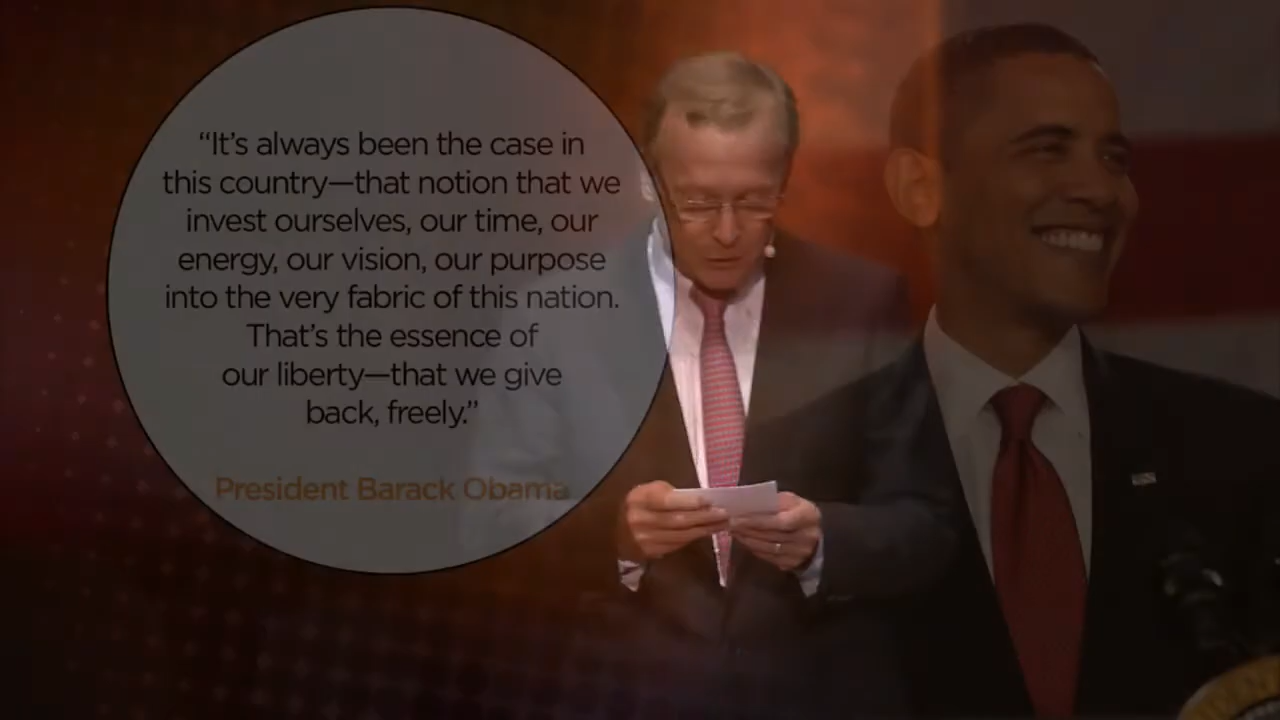 “It’s always been the case in
this country—that notion that we
invest ourselves, our time, our
energy, our vision, our purpose
into the very fabric of this nation.
That’s the essence of
our liberty—that we give
back, freely.”
President Barack Obama